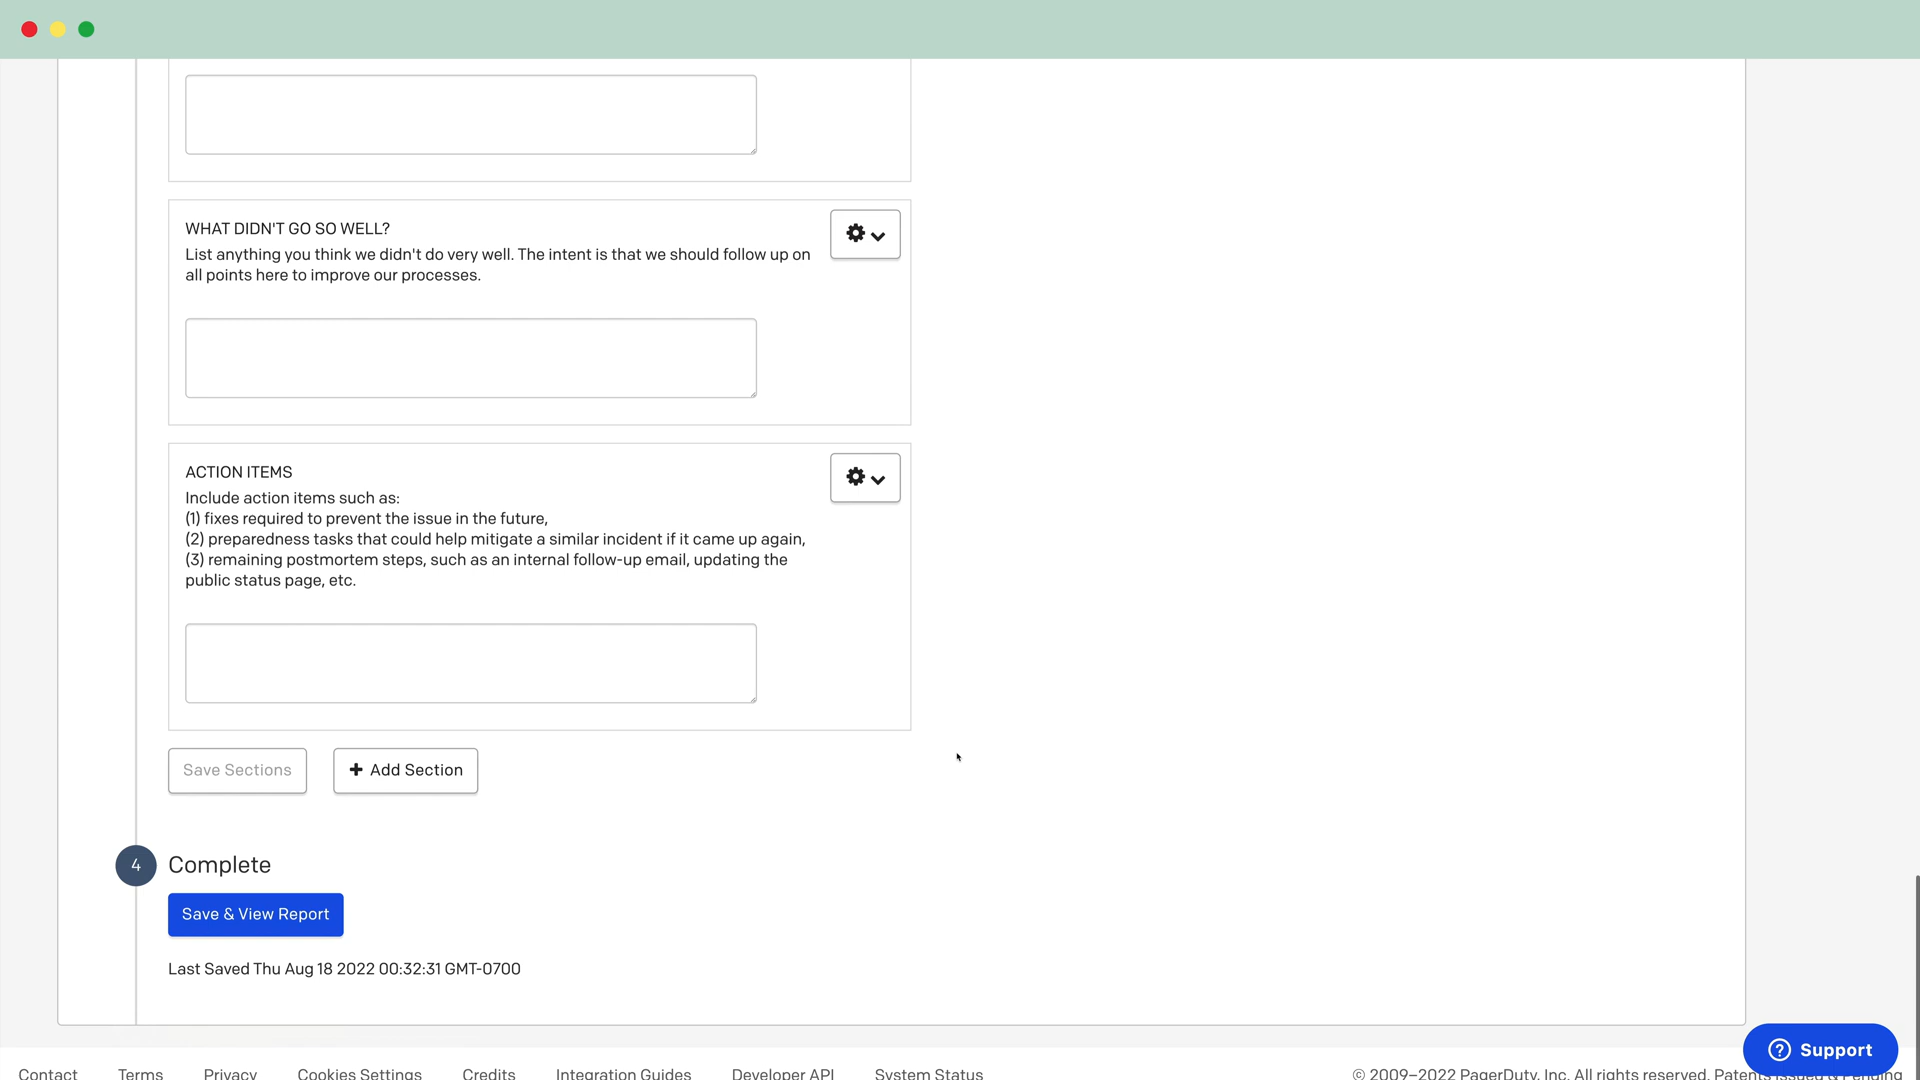 WHAT DIDN'T GO SO WELL?
List anything you think we didn't do very well. The intent is that we should follow up on
all points here to improve our processes.
ACTION ITEMS
Include action items such as:
(1) fixes required to prevent the issue in the future,
(2) preparedness tasks that could help mitigate a similar incident if it came up again,
(3) remaining postmortem steps, such as an internal follow-up email, updating the
public status page, etc.
Save Sections
+ Add Section
4 Complete
Save & View Report
Last Saved Thu Aug 18 2022 00:32:31 GMT-0700
? Support
Contact Terms Privacy Cookies Settings Credits Integration Guides Developer API System Status © 2009–2022 PagerDuty, Inc. All rights reserved. Patents Issued & Pending